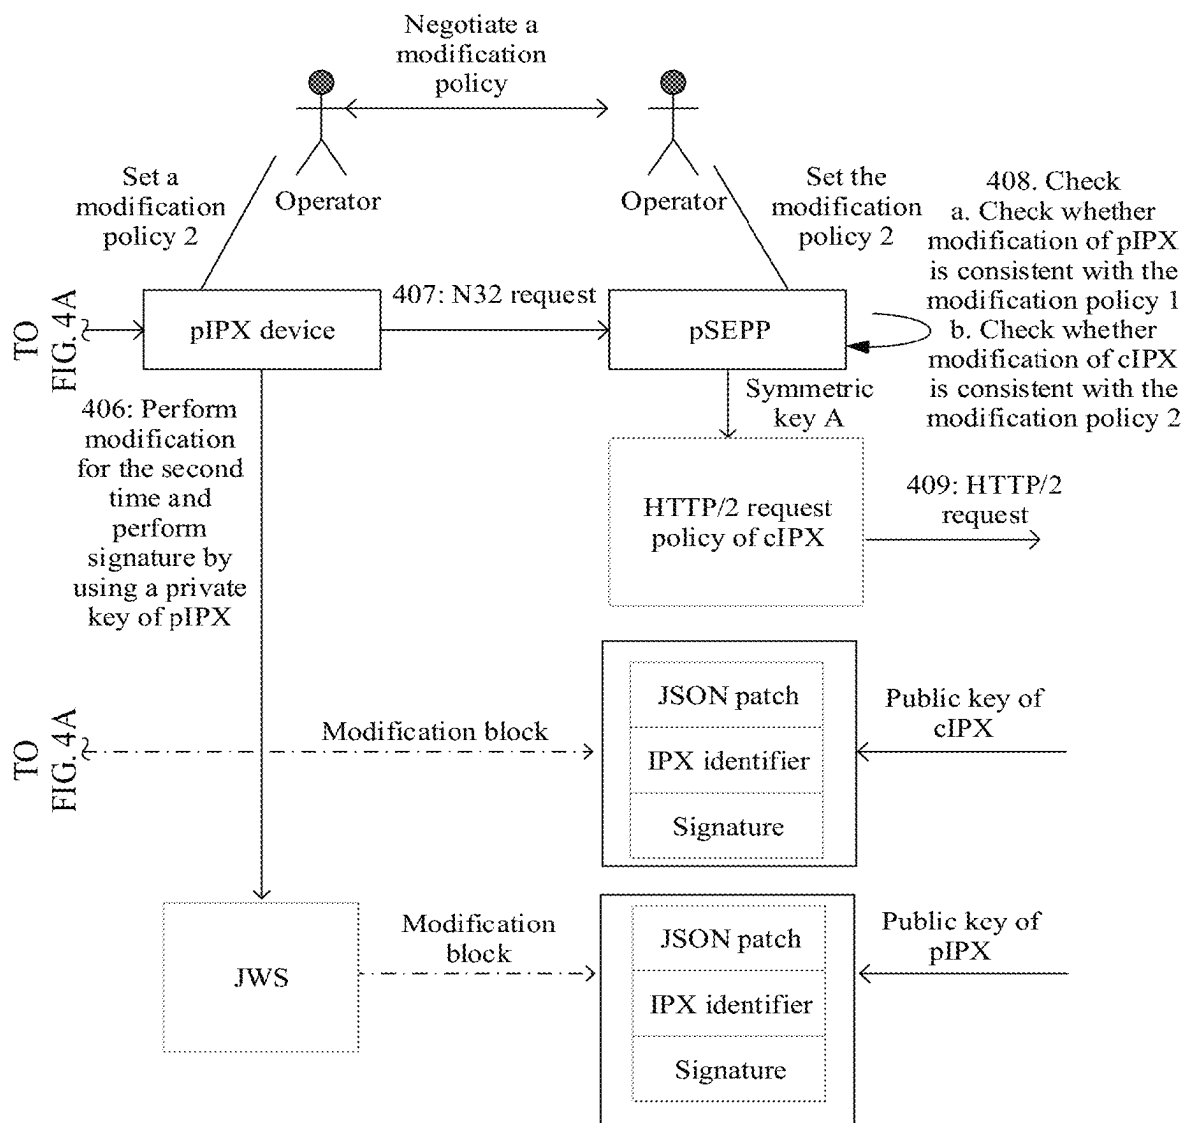 Negotiate a
modification
policy
Set a
modification
policy 2
Operator
Operator
Set the
modification
policy 2
408. Check
a. Check whether
modification of pIPX
is consistent with the
modification policy 1
b. Check whether
modification of cIPX
is consistent with the
modification policy 2
TO
FIG. 4A
pIPX device
407: N32 request
pSEPP
406: Perform
modification
for the second
time and
perform
signature by
using a private
key of pIPX
Symmetric
key A
HTTP/2 request
policy of cIPX
409: HTTP/2
request
TO
FIG. 4A
Modification block
JSON patch
IPX identifier
Signature
Public key of
cIPX
JWS
Modification
block
JSON patch
IPX identifier
Signature
Public key of
pIPX